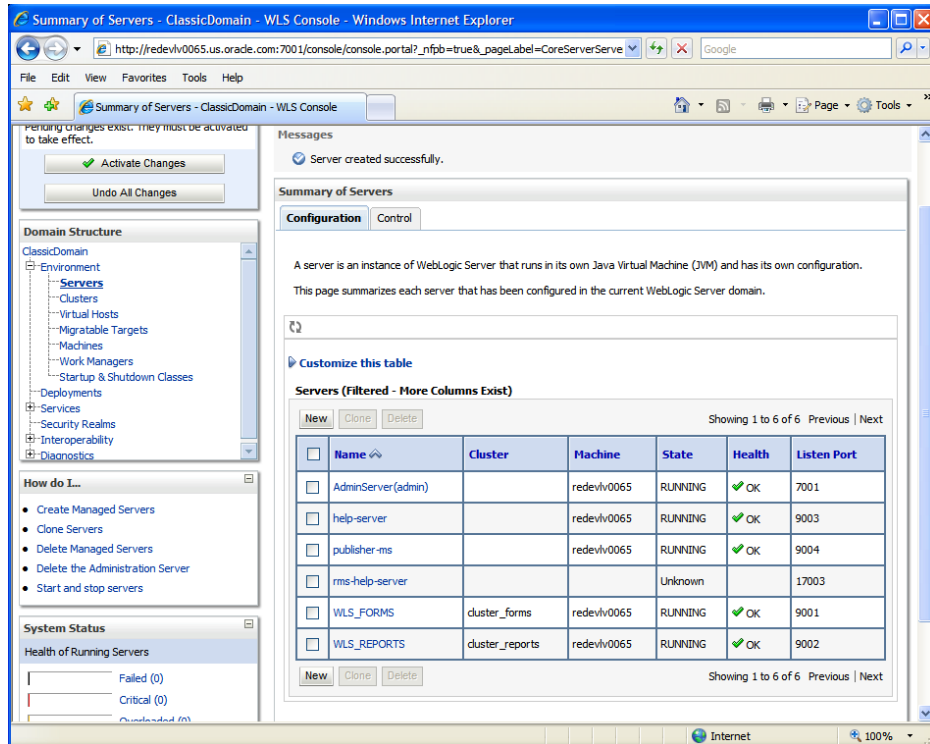 Summary of Servers - ClassicDomain - WLS Console - Windows Internet Explorer
http://redevlv0065.us.oracle.com:7001/console/console.portal?_nfpb=true&_pageLabel=CoreServerServe
Google
File Edit View Favorites Tools Help
Summary of Servers - ClassicDomain - WLS Console
Page Tools »
Pending changes exist. They must be activated
to take effect.
Activate Changes
Undo All Changes
Domain Structure
ClassicDomain
Environment
Servers
Clusters
Virtual Hosts
Migratable Targets
Machines
Work Managers
Startup & Shutdown Classes
Deployments
Services
Security Realms
Interoperability
Diagnostics
How do I...
Create Managed Servers
Clone Servers
Delete Managed Servers
Delete the Administration Server
Start and stop servers
System Status
Health of Running Servers
Failed (0)
Critical (0)
Overloaded (0)
Messages
Server created successfully.
Summary of Servers
Configuration Control
A server is an instance of WebLogic Server that runs in its own Java Virtual Machine (JVM) and has its own configuration.
This page summarizes each server that has been configured in the current WebLogic Server domain.
Customize this table
Servers (Filtered - More Columns Exist)
New Clone Delete Showing 1 to 6 of 6 Previous | Next
Name Cluster Machine State Health Listen Port
AdminServer(admin) redevlv0065 RUNNING OK 7001
help-server redevlv0065 RUNNING OK 9003
publisher-ms redevlv0065 RUNNING OK 9004
rms-help-server Unknown 17003
WLS_FORMS cluster_forms redevlv0065 RUNNING OK 9001
WLS_REPORTS cluster_reports redevlv0065 RUNNING OK 9002
New Clone Delete Showing 1 to 6 of 6 Previous | Next
Internet 100%